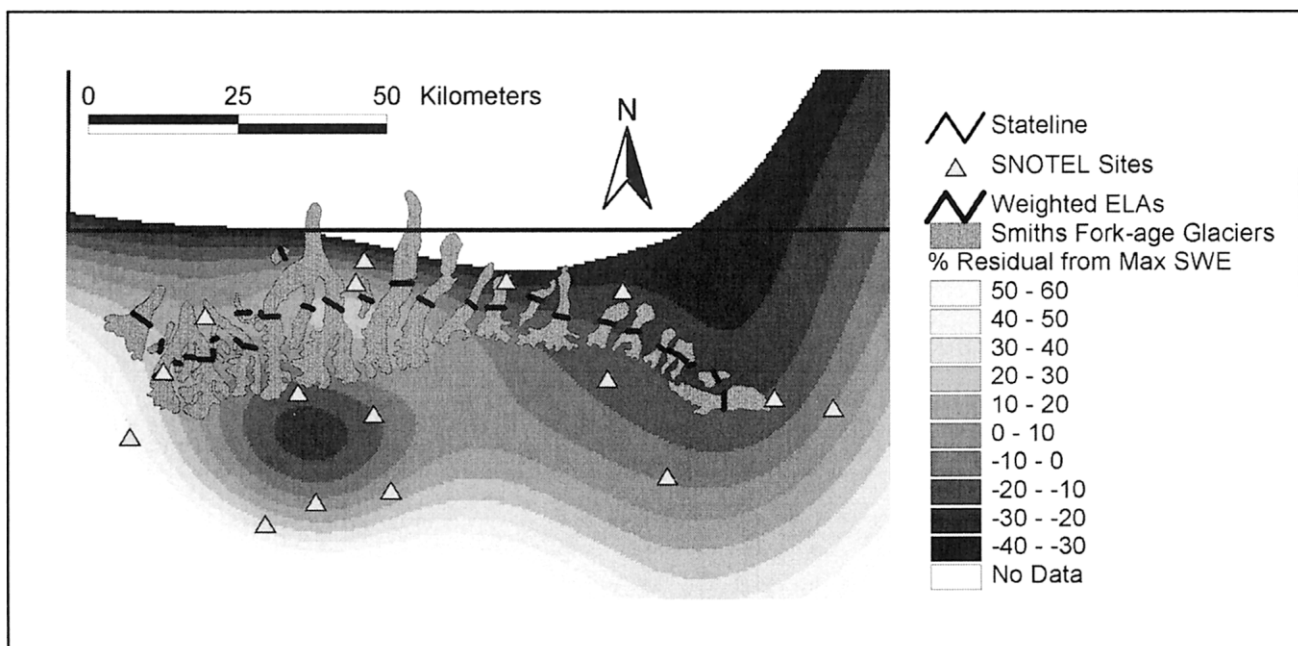 0 25 50 Kilometers
N
Stateline
SNOTEL Sites
Weighted ELAs
Smiths Fork-age Glaciers
% Residual from Max SWE
50 - 60
40 - 50
30 - 40
20 - 30
10 - 20
0 - 10
-10 - 0
-20 - -10
-30 - -20
-40 - -30
No Data